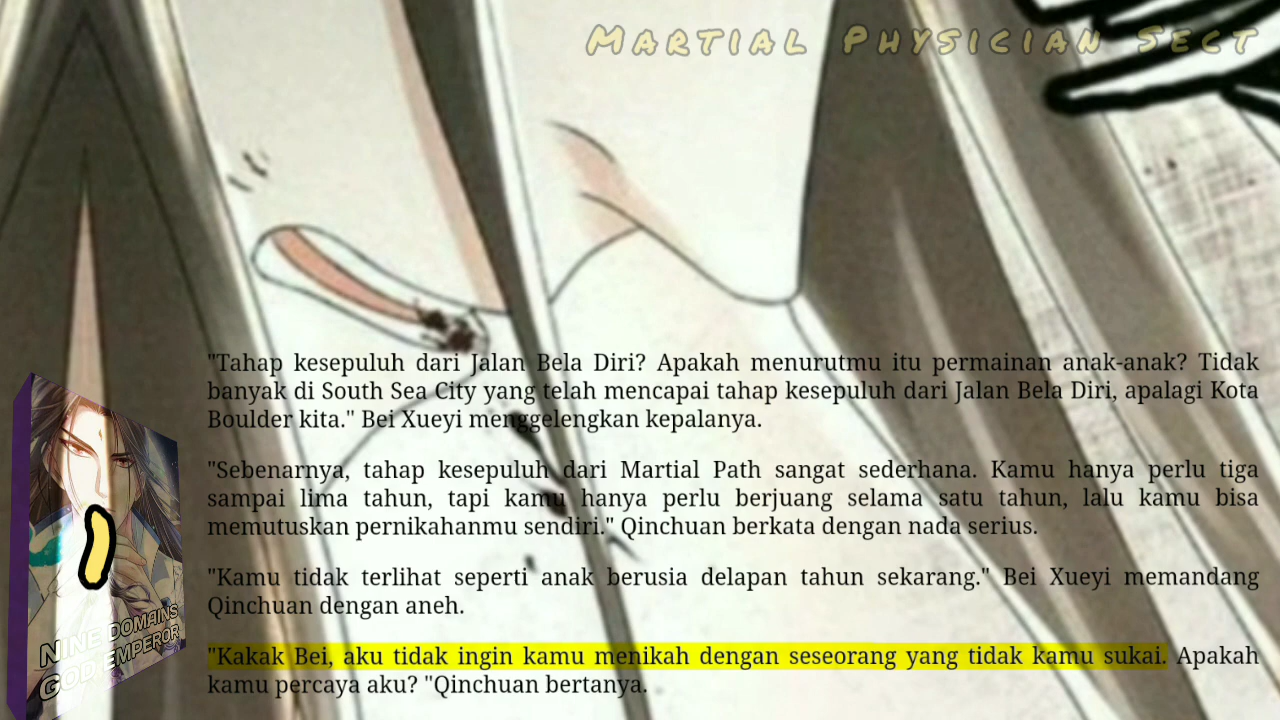 Martial Physician Sect
"Tahap kesepuluh dari Jalan Bela Diri? Apakah menurutmu itu permainan anak-anak? Tidak
banyak di South Sea City yang telah mencapai tahap kesepuluh dari Jalan Bela Diri, apalagi Kota
Boulder kita." Bei Xueyi menggelengkan kepalanya.
"Sebenarnya, tahap kesepuluh dari Martial Path sangat sederhana. Kamu hanya perlu tiga
sampai lima tahun, tapi kamu hanya perlu berjuang selama satu tahun, lalu kamu bisa
memutuskan pernikahanmu sendiri." Qinchuan berkata dengan nada serius.
"Kamu tidak terlihat seperti anak berusia delapan tahun sekarang." Bei Xueyi memandang
Qinchuan dengan aneh.
"Kakak Bei, aku tidak ingin kamu menikah dengan seseorang yang tidak kamu sukai. Apakah
kamu percaya aku? "Qinchuan bertanya.
NINE DOMAINS
GOD EMPEROR